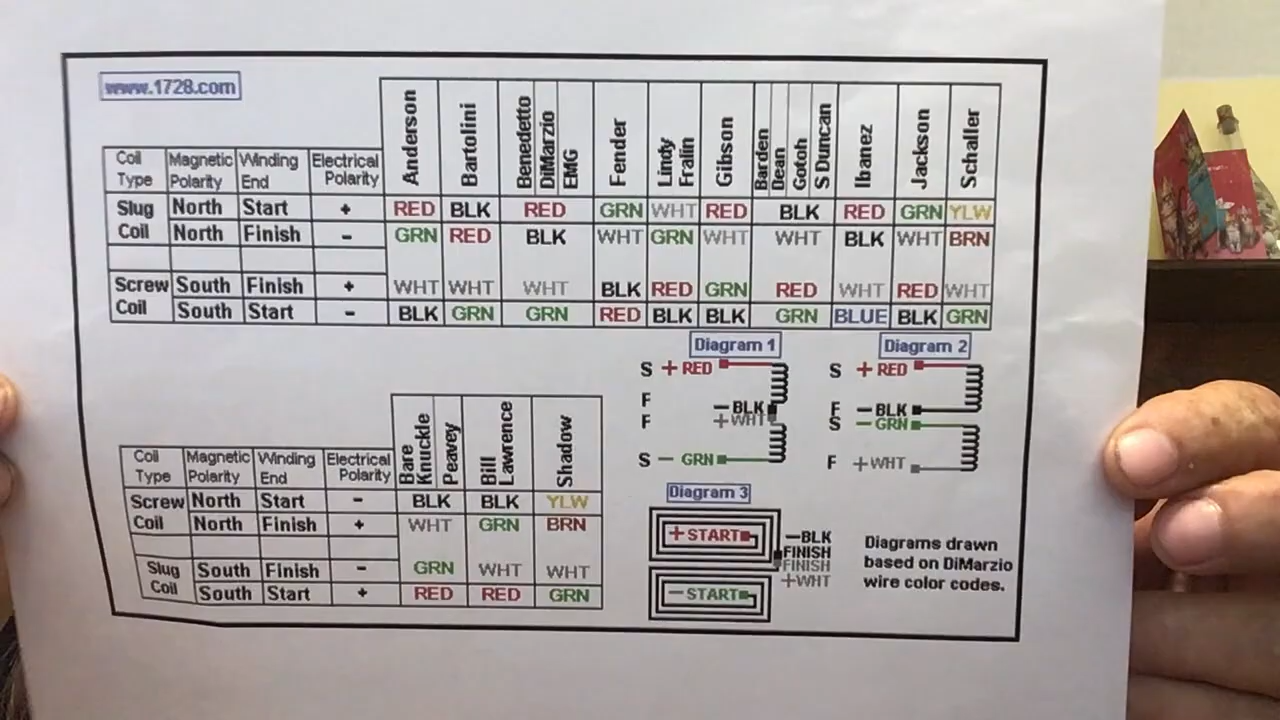 www.1728.com
Coil Type Magnetic Polarity Winding End Electrical Polarity Anderson Bartolini Benedetto DiMarzio EMG Fender Lindy Fralin Gibson Barden Dean Gotoh S Duncan Ibanez Jackson Schaller
Slug North Start + RED BLK RED GRN WHT RED BLK RED GRN YLW
Coil North Finish - GRN RED BLK WHT GRN WHT WHT BLK WHT BRN
Screw South Finish + WHT WHT WHT BLK RED GRN RED WHT RED WHT
Coil South Start - BLK GRN GRN RED BLK BLK GRN BLUE BLK GRN
Diagram 1
S + RED
F - BLK
F + WHT
S - GRN
Diagram 2
S + RED
F - BLK
S - GRN
F + WHT
Coil Type Magnetic Polarity Winding End Electrical Polarity Bare Knuckle Peavey Bill Lawrence Shadow
Screw North Start - BLK BLK YLW
Coil North Finish + WHT GRN BRN
Slug South Finish - GRN WHT WHT
Coil South Start + RED RED GRN
Diagram 3
+ START
- BLK
FINISH
FINISH
+ WHT
- START
Diagrams drawn
based on DiMarzio
wire color codes.